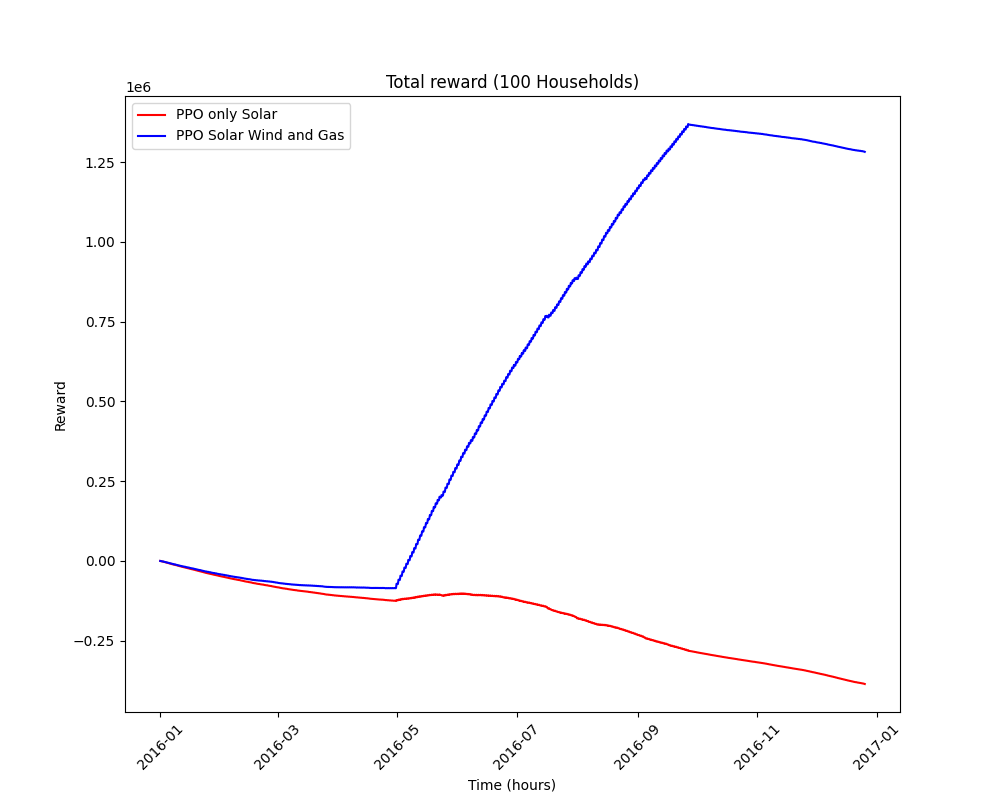 Total reward (100 Households)
1e6
PPO only Solar
PPO Solar Wind and Gas
1.25
1.00
0.75
0.50
0.25
0.00
−0.25
Reward
2016-01
2016-03
2016-05
2016-07
2016-09
2016-11
2017-01
Time (hours)